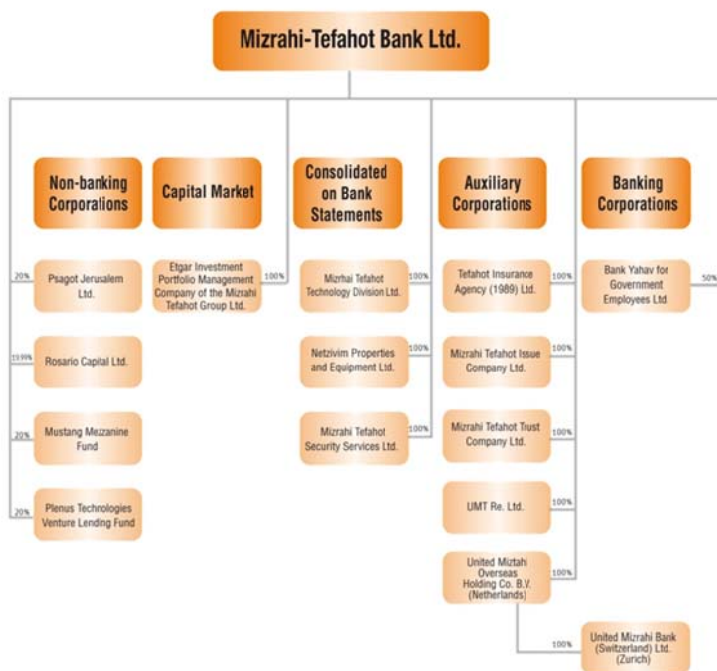 Mizrahi-Tefahot Bank Ltd.
Non-banking
Corporations
Capital Market
Consolidated
on Bank
Statements
Auxiliary
Corporations
Banking
Corporations
20%
Psagot Jerusalem
Ltd.
Etgar Investment
Portfolio Management
Company of the Mizrahi
Tefahot Group Ltd.
100%
Mizrhai Tefahot
Technology Division Ltd.
100%
Tefahot Insurance
Agency (1989) Ltd.
100%
Bank Yahav for
Government
Employees Ltd
50%
19.99%
Rosario Capital Ltd.
Netzivim Properties
and Equipment Ltd.
100%
Mizrahi Tefahot Issue
Company Ltd.
100%
20%
Mustang Mezzanine
Fund
Mizrahi Tefahot
Security Services Ltd.
100%
Mizrahi Tefahot Trust
Company Ltd.
100%
20%
Plenus Technologies
Venture Lending Fund
UMT Re. Ltd.
100%
United Miztahi
Overseas
Holding Co. B.V.
(Netherlands)
100%
100%
United Mizrahi Bank
(Switzerland) Ltd.
(Zurich)